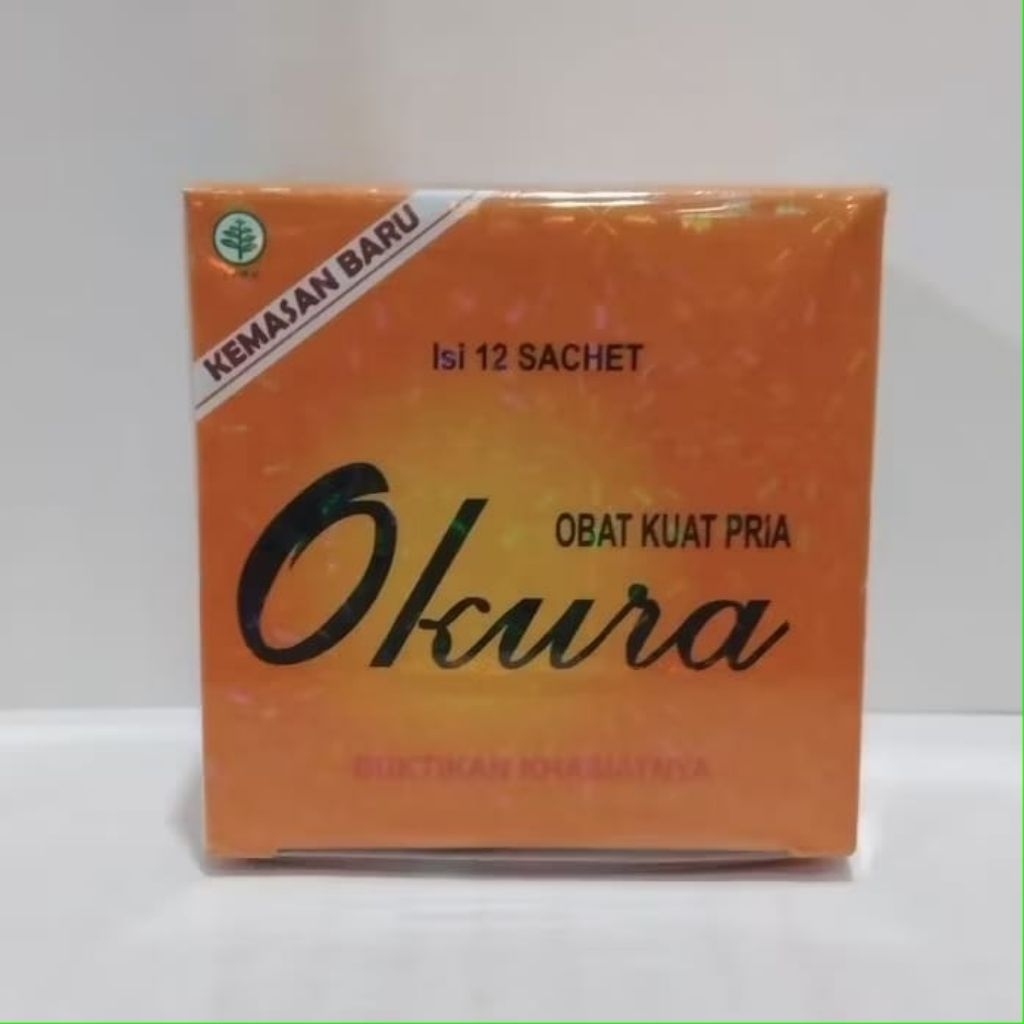 KEMASAN BARU
Isi 12 SACHET
OBAT KUAT PRIA
Okura
BUKTIKAN KHASIATNYA